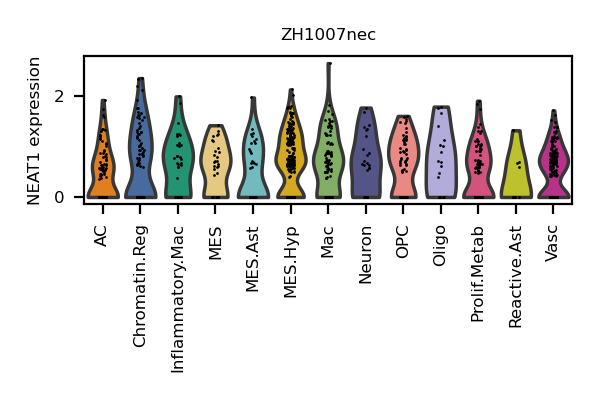 ZH1007nec
NEAT1 expression
2
0
AC
Chromatin.Reg
Inflammatory.Mac
MES
MES.Ast
MES.Hyp
Mac
Neuron
OPC
Oligo
Prolif.Metab
Reactive.Ast
Vasc